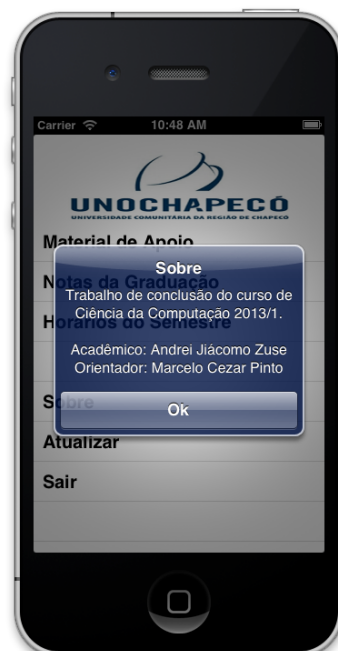 Carrier 10:48 AM
UNOCHAPECÓ
UNIVERSIDADE COMUNITÁRIA DA REGIÃO DE CHAPECÓ
Material de Apoio
Notas da Graduação
Horários do Semestre
Sobre
Trabalho de conclusão do curso de
Ciência da Computação 2013/1.
Acadêmico: Andrei Jiácomo Zuse
Orientador: Marcelo Cezar Pinto
Ok
Sobre
Atualizar
Sair